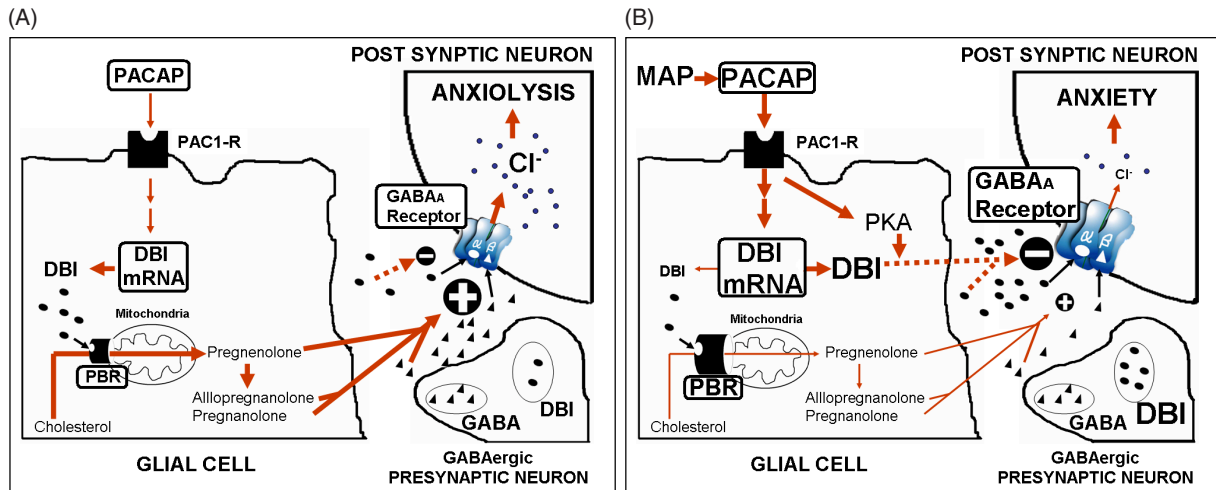 (A)
POST SYNPTIC NEURON
PACAP
ANXIOLYSIS
PAC1-R
Cl-
GABAA
Receptor
α β
DBI
DBI
mRNA
Mitochondria
PBR
Pregnenolone
Alllopregnanolone
Pregnanolone
Cholesterol
DBI
GABA
GLIAL CELL
GABAergic
PRESYNAPTIC NEURON
(B)
POST SYNPTIC NEURON
MAP
PACAP
ANXIETY
PAC1-R
Cl-
GABAA
Receptor
α β
PKA
DBI
DBI
mRNA
DBI
Mitochondria
PBR
Pregnenolone
Alllopregnanolone
Pregnanolone
Cholesterol
GABA
DBI
GLIAL CELL
GABAergic
PRESYNAPTIC NEURON